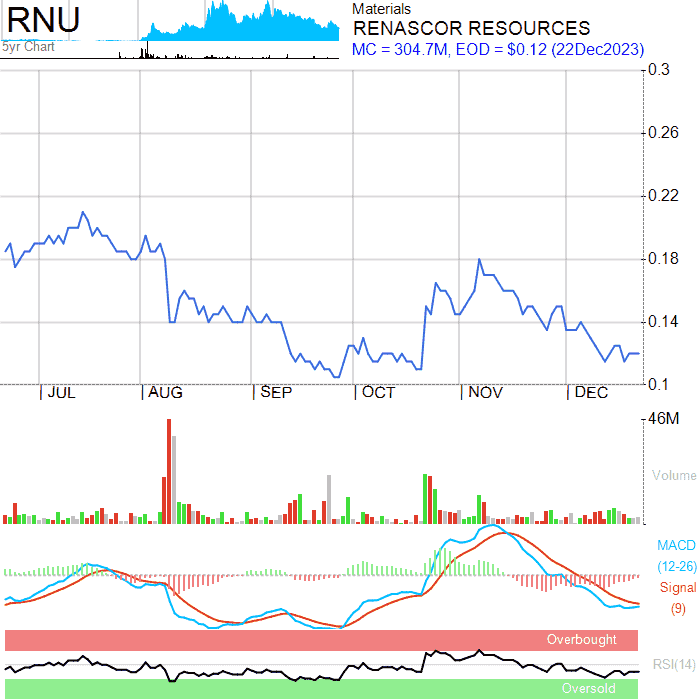 RNU
5yr Chart
Materials
RENASCOR RESOURCES
MC = 304.7M, EOD = $0.12 (22Dec2023)
0.3
0.26
0.22
0.18
0.14
0.1
JUL AUG SEP OCT NOV DEC
46M
Volume
MACD
(12-26)
Signal
(9)
Overbought
RSI(14)
Oversold